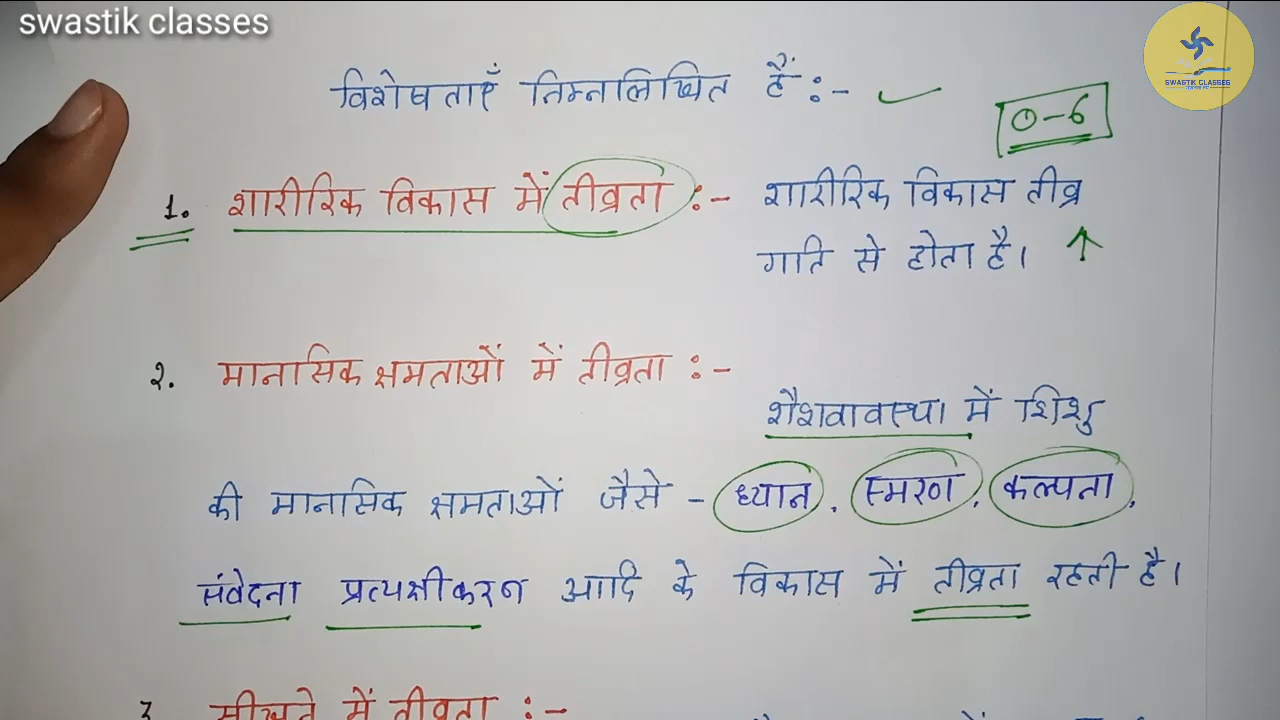 swastik classes
SWASTIK CLASSES
विशेषताएँ निम्नलिखित हैं :-
0-6
1. शारीरिक विकास में तीव्रता :- शारीरिक विकास तीव्र
गति से होता है।
२. मानसिक क्षमताओं में तीव्रता :-
शैशवावस्था में शिशु
की मानसिक क्षमताओं जैसे - ध्यान, स्मरण, कल्पना,
संवेदना प्रत्यक्षीकरण आदि के विकास में तीव्रता रहती है।
3 सीखने में तीव्रता :-